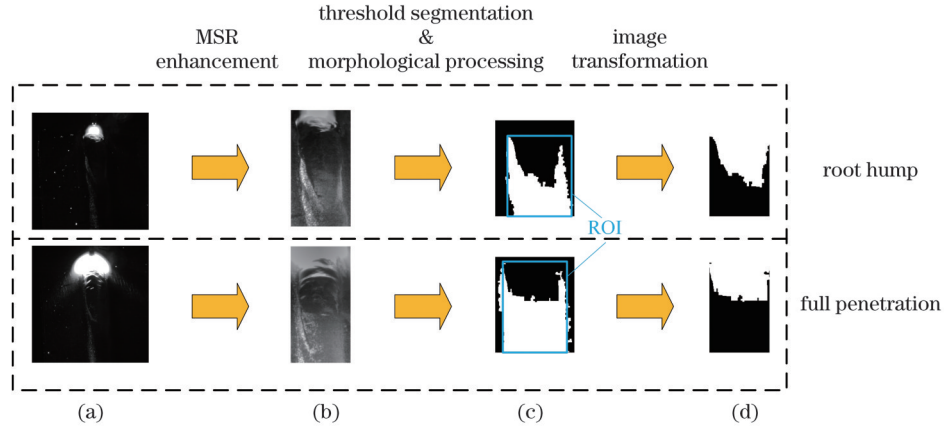 MSR
enhancement
threshold segmentation
&
morphological processing
image
transformation
root hump
ROI
full penetration
(a)
(b)
(c)
(d)